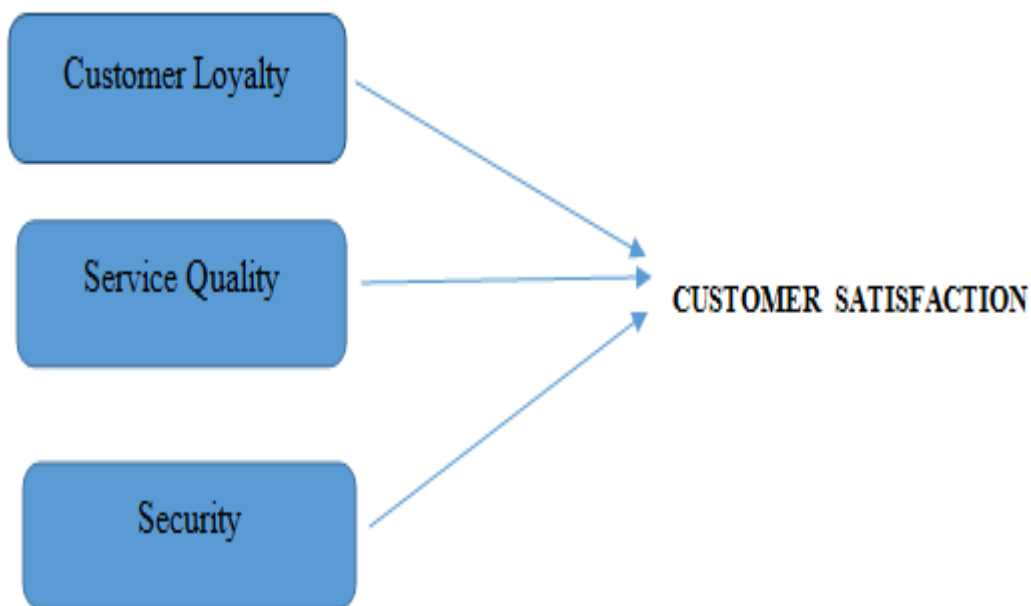 Customer Loyalty
Service Quality
CUSTOMER SATISFACTION
Security